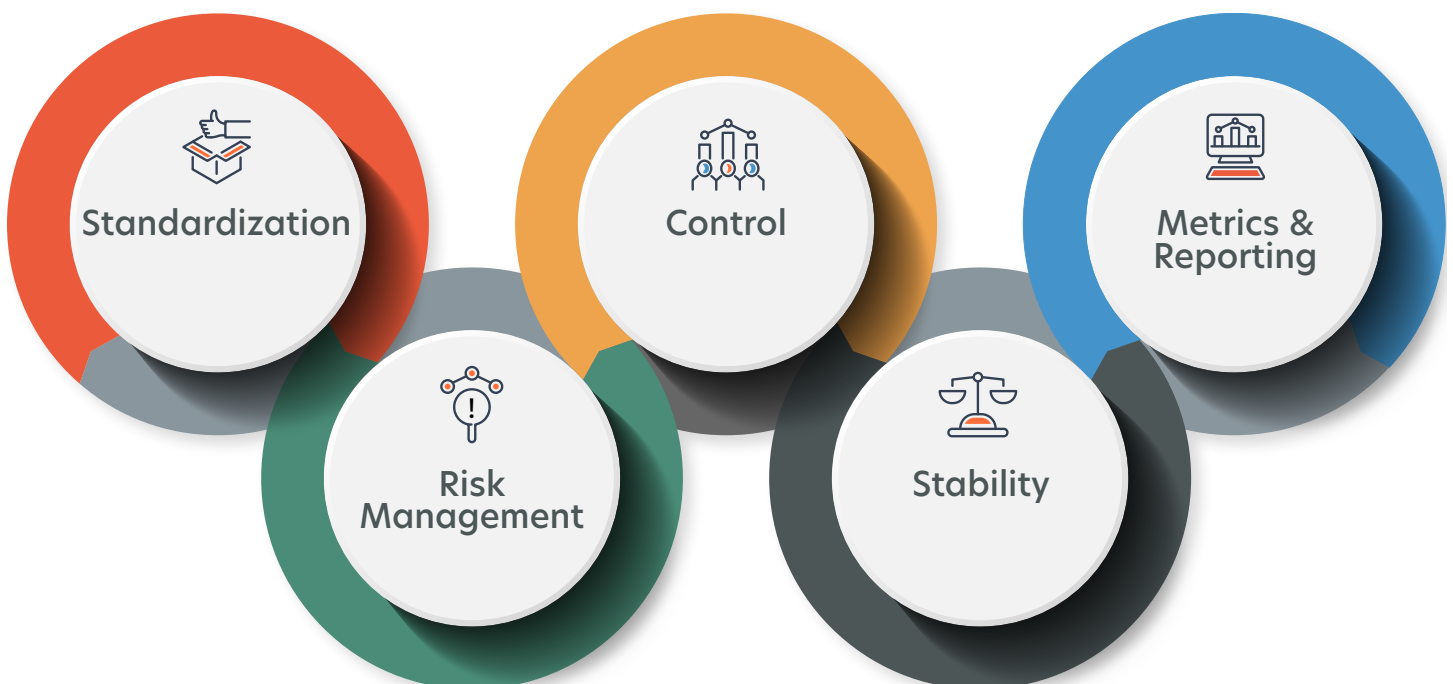 Standardization
Risk
Management
Control
Stability
Metrics &
Reporting